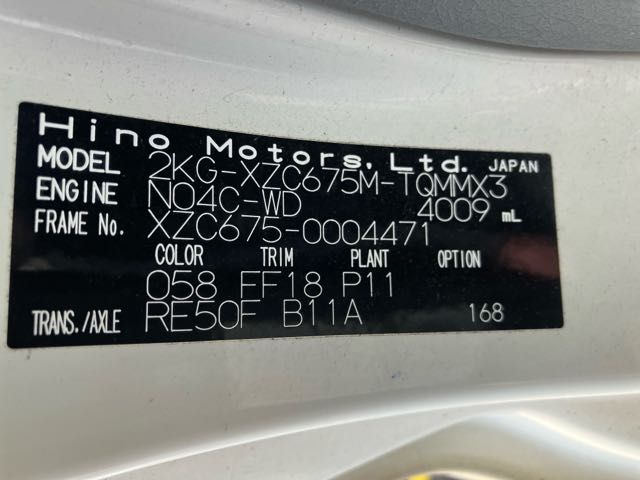 Hino Motors, Ltd. JAPAN
MODEL 2KG-XZC675M-TQMMX3
ENGINE N04C-WD 4009 mL
FRAME No. XZC675-0004471
COLOR TRIM PLANT OPTION
058 FF18 P11
TRANS./AXLE RE50F B11A 168